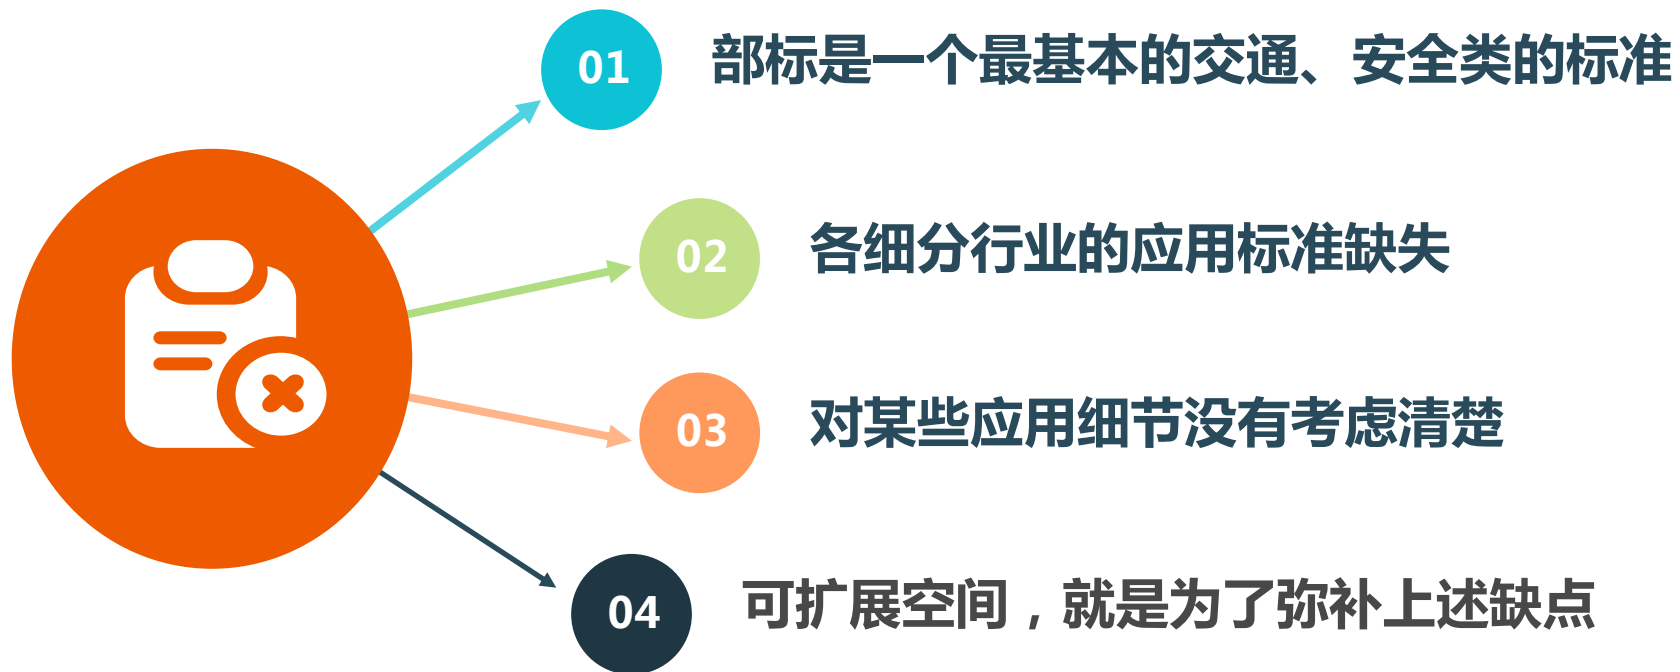 01 部标是一个最基本的交通、安全类的标准
02 各细分行业的应用标准缺失
03 对某些应用细节没有考虑清楚
04 可扩展空间，就是为了弥补上述缺点